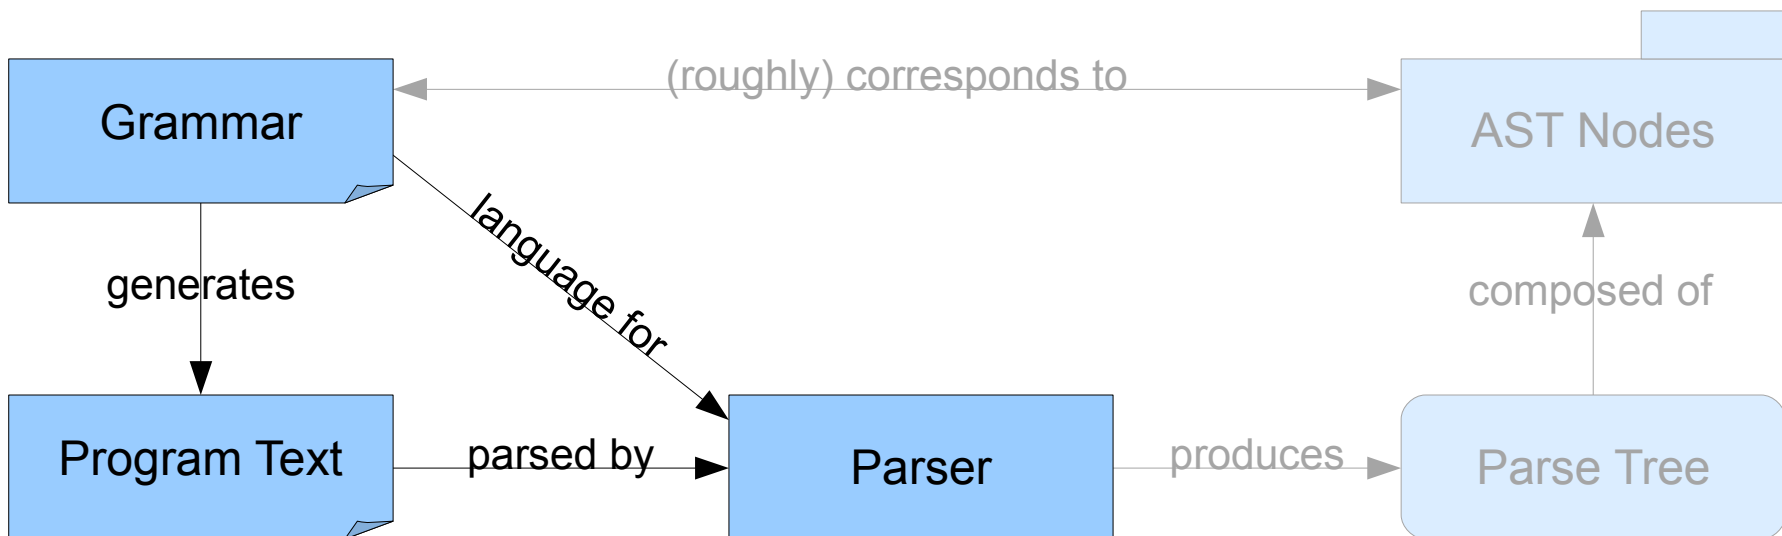 (roughly) corresponds to
Grammar
AST Nodes
language for
generates
composed of
Program Text
parsed by
Parser
produces
Parse Tree